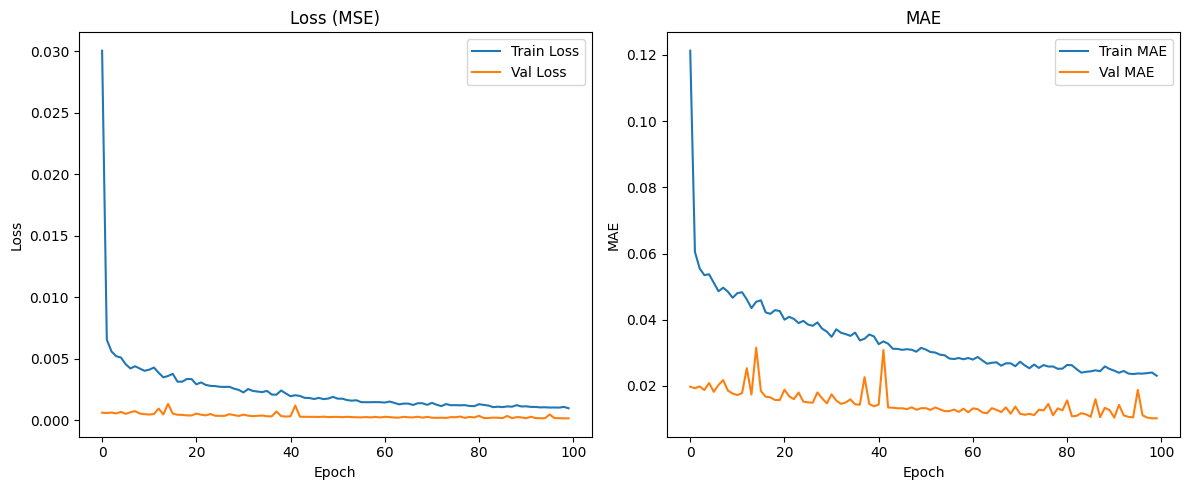 Loss (MSE)
Train Loss
Val Loss
0.030
0.025
0.020
0.015
0.010
0.005
0.000
Loss
0 20 40 60 80 100
Epoch
MAE
Train MAE
Val MAE
0.12
0.10
0.08
0.06
0.04
0.02
MAE
0 20 40 60 80 100
Epoch